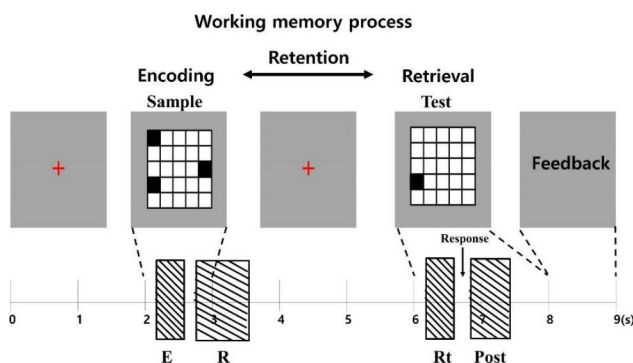 Working memory process
Retention
Encoding
Retrieval
Sample
Test
Feedback
Response
0 1 2 3 4 5 6 7 8 9(s)
E R Rt Post